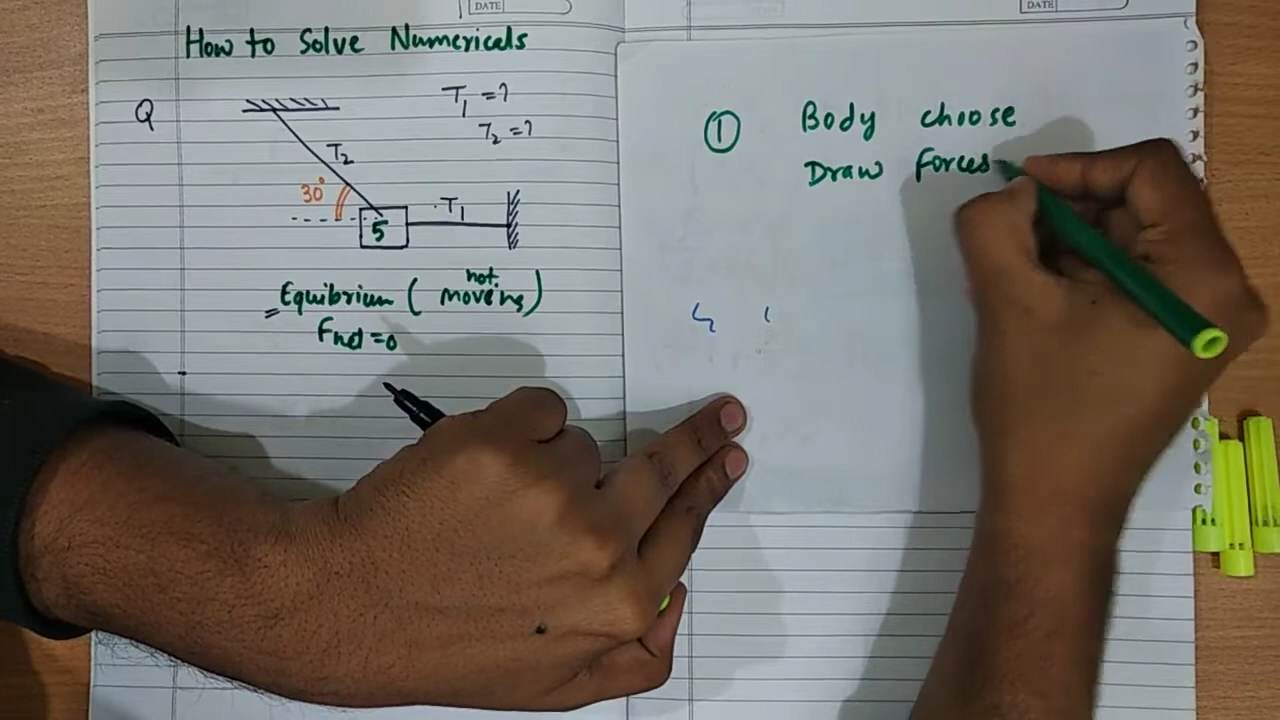 DATE
DATE
How to Solve Numericals
Q
T1 = ?
T2 = ?
T2
30°
T1
5
Equibrium ( not moveing )
Fnet = 0
1 Body choose
Draw forces